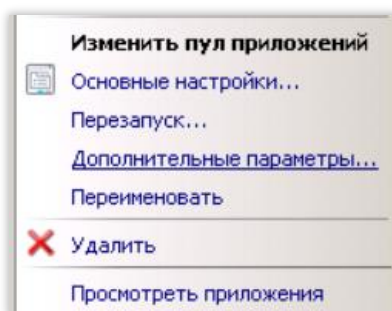 Изменить пул приложений
Основные настройки...
Перезапуск...
Дополнительные параметры...
Переименовать
Удалить
Просмотреть приложения